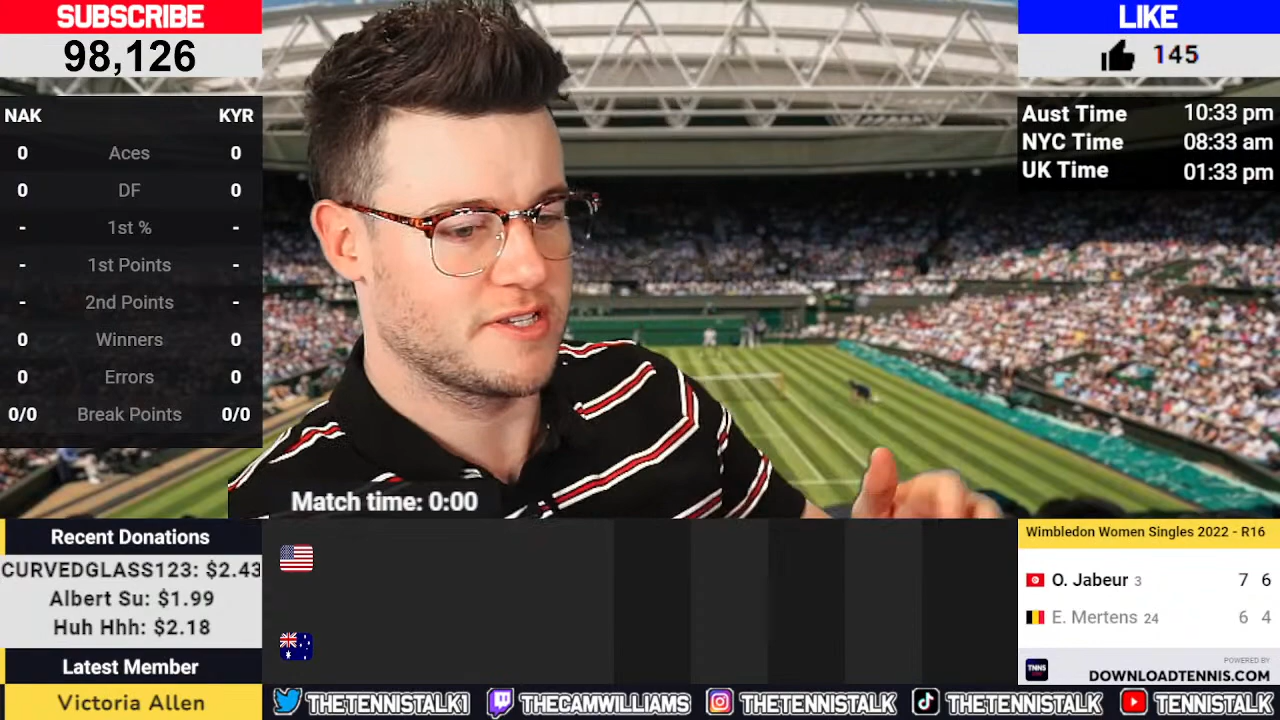 SUBSCRIBE
98,126
NAK KYR
0 Aces 0
0 DF 0
- 1st % -
- 1st Points -
- 2nd Points -
0 Winners 0
0 Errors 0
0/0 Break Points 0/0
LIKE
145
Aust Time 10:33 pm
NYC Time 08:33 am
UK Time 01:33 pm
Match time: 0:00
Recent Donations
CURVEDGLASS123: $2.43
Albert Su: $1.99
Huh Hhh: $2.18
Latest Member
Victoria Allen
Wimbledon Women Singles 2022 - R16
O. Jabeur 3 7 6
E. Mertens 24 6 4
TNNS
POWERED BY
DOWNLOADTENNIS.COM
THETENNISTALK1 THECAMWILLIAMS THETENNISTALK THETENNISTALK TENNISTALK